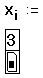 xi :=
3